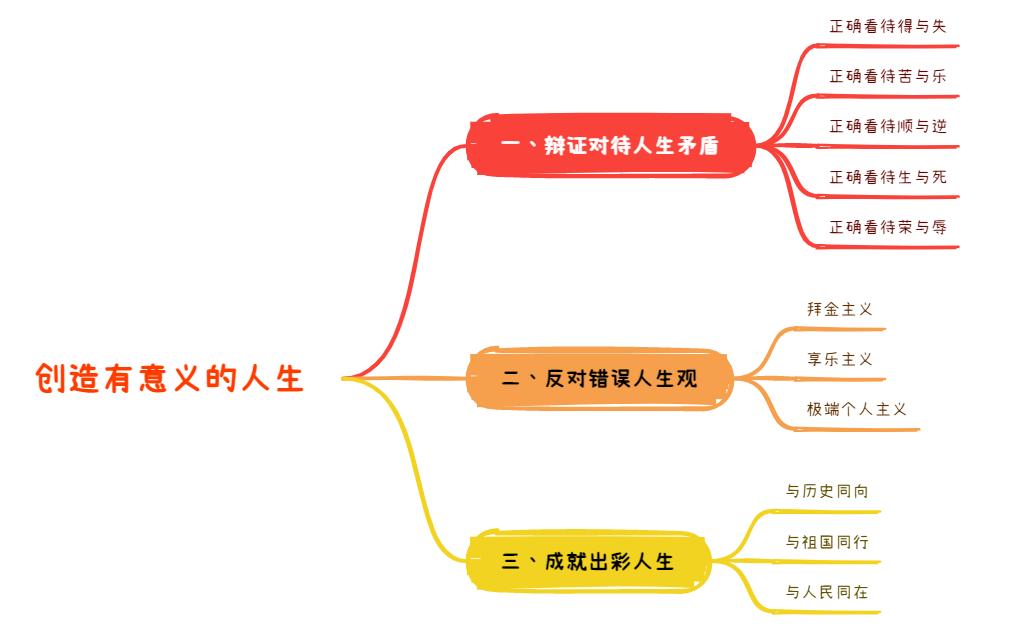 创造有意义的人生
一、辩证对待人生矛盾
正确看待得与失
正确看待苦与乐
正确看待顺与逆
正确看待生与死
正确看待荣与辱
二、反对错误人生观
拜金主义
享乐主义
极端个人主义
三、成就出彩人生
与历史同向
与祖国同行
与人民同在